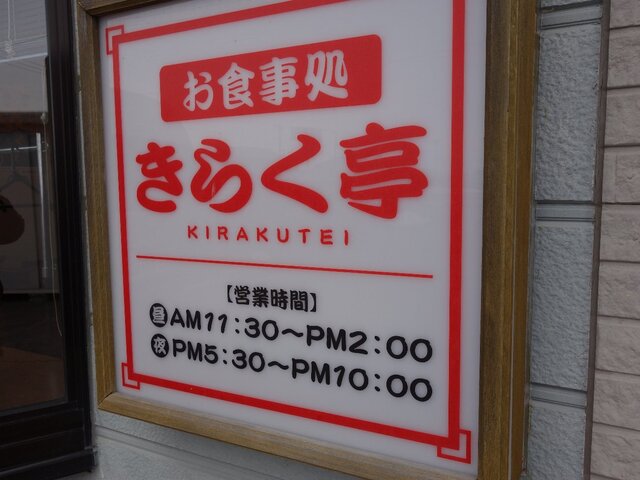 お食事処
きらく亭
KIRAKUTEI
【営業時間】
昼AM11:30〜PM2:00
夜PM5:30〜PM10:00